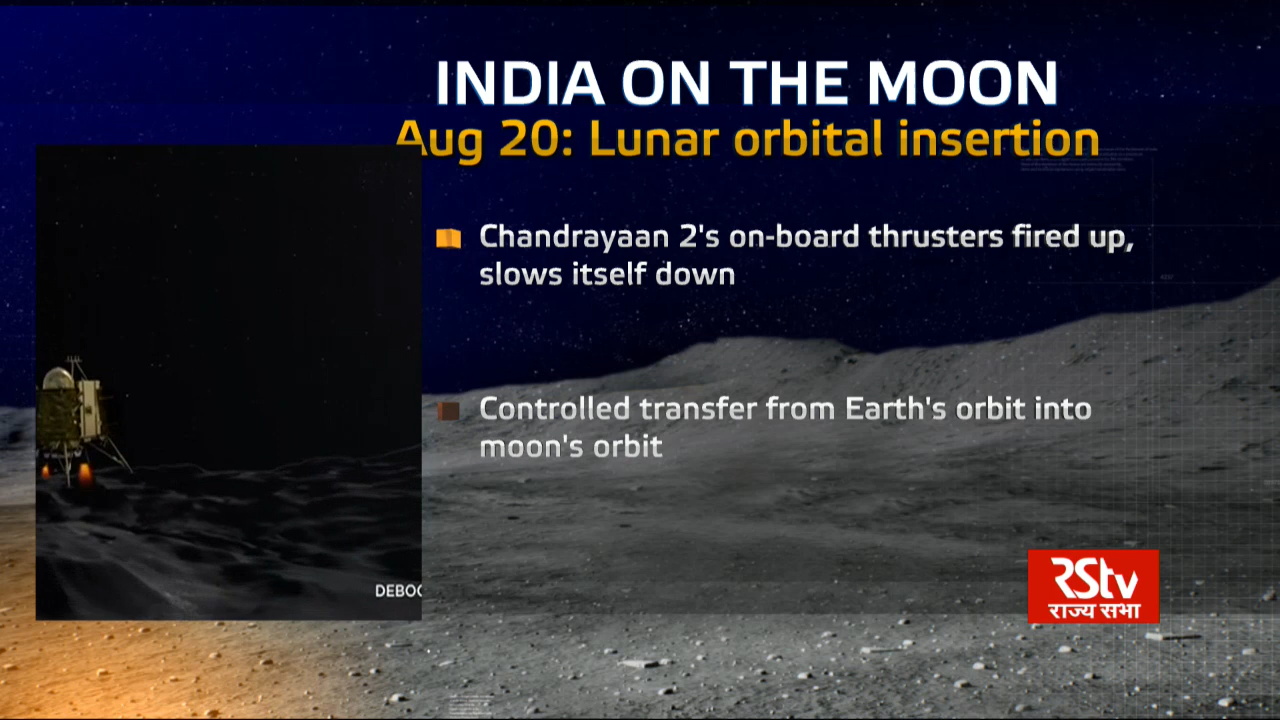 INDIA ON THE MOON
Aug 20: Lunar orbital insertion
Chandrayaan 2's on-board thrusters fired up,
slows itself down
Controlled transfer from Earth's orbit into
moon's orbit
DEBOO
RStv
राज्य सभा